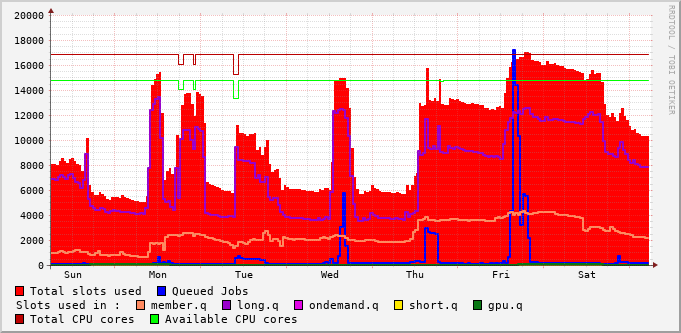 20000
18000
16000
14000
12000
10000
8000
6000
4000
2000
0
Sun Mon Tue Wed Thu Fri Sat
Total slots used Queued Jobs
Slots used in : member.q long.q ondemand.q short.q gpu.q
Total CPU cores Available CPU cores
RRDTOOL / TOBI OETIKER